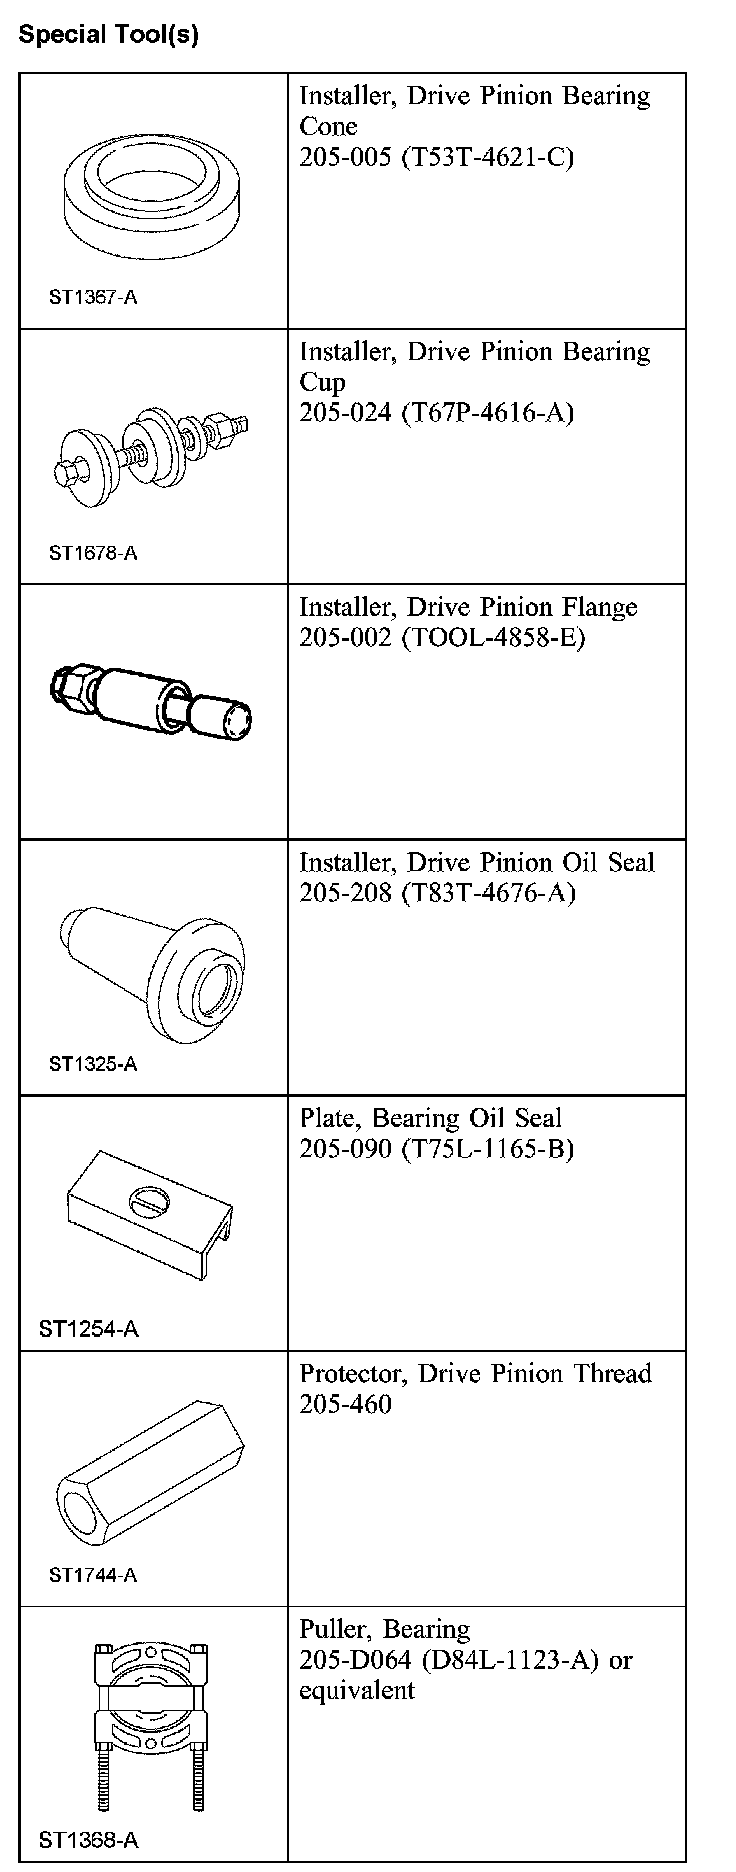 Special Tool(s)
Installer, Drive Pinion Bearing
Cone
205-005 (T53T-4621-C)
ST1367-A
Installer, Drive Pinion Bearing
Cup
205-024 (T67P-4616-A)
ST1678-A
Installer, Drive Pinion Flange
205-002 (TOOL-4858-E)
Installer, Drive Pinion Oil Seal
205-208 (T83T-4676-A)
ST1325-A
Plate, Bearing Oil Seal
205-090 (T75L-1165-B)
ST1254-A
Protector, Drive Pinion Thread
205-460
ST1744-A
Puller, Bearing
205-D064 (D84L-1123-A) or
equivalent
ST1368-A